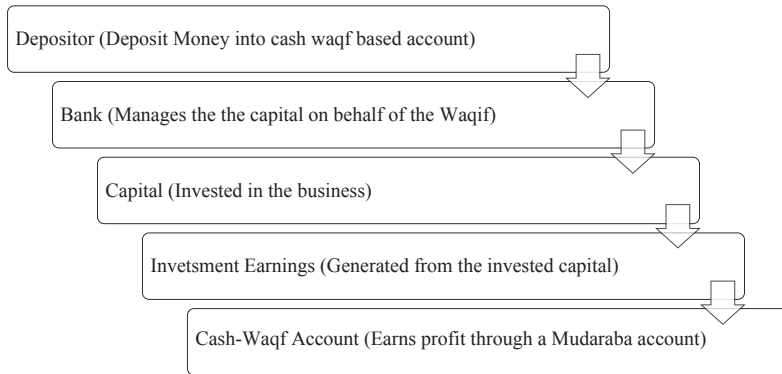 Depositor (Deposit Money into cash waqf based account)
Bank (Manages the the capital on behalf of the Waqif)
Capital (Invested in the business)
Invetsment Earnings (Generated from the invested capital)
Cash-Waqf Account (Earns profit through a Mudaraba account)